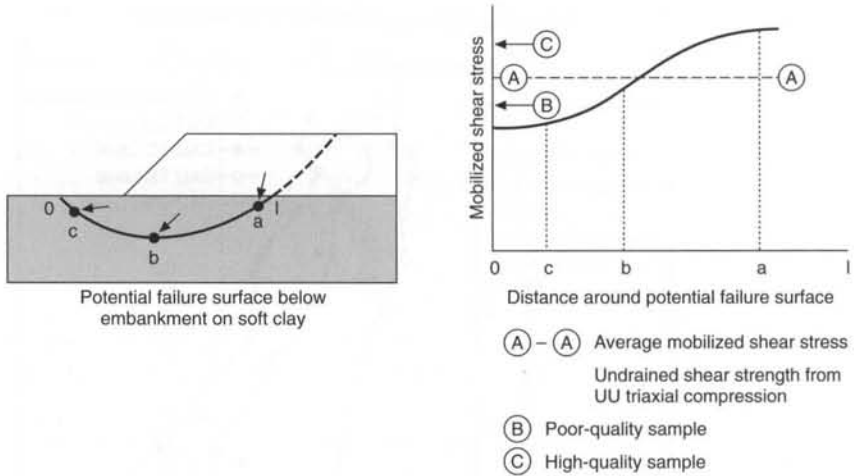 0
c
b
a
l
Potential failure surface below
embankment on soft clay
Mobilized shear stress
C
A
A
B
0
c
b
a
l
Distance around potential failure surface
A – A Average mobilized shear stress
Undrained shear strength from
UU triaxial compression
B Poor-quality sample
C High-quality sample